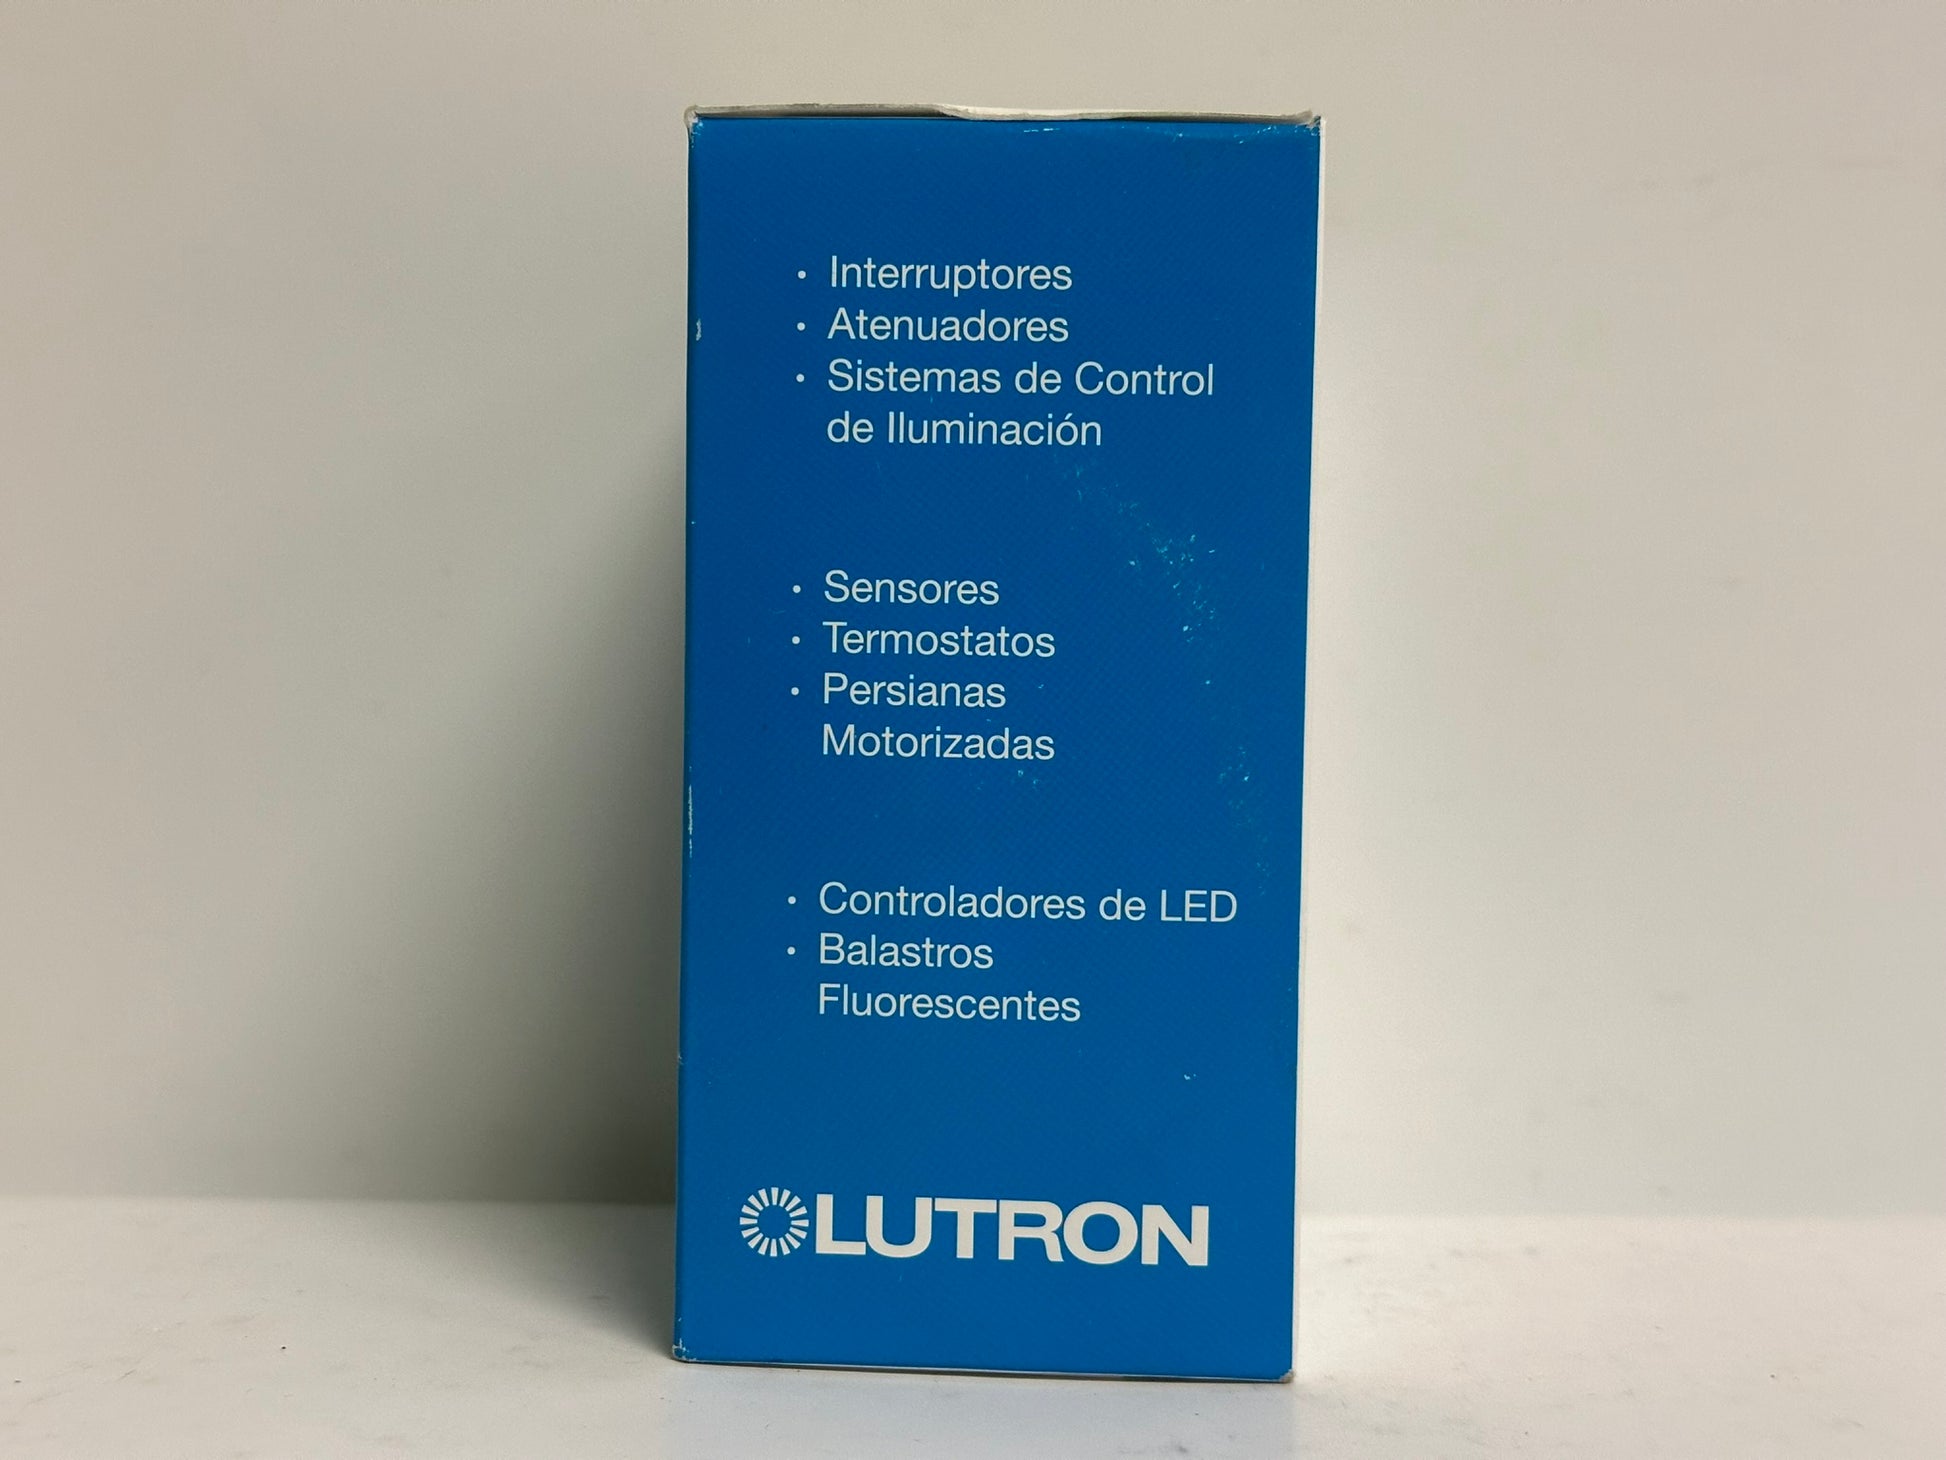 · Interruptores
· Atenuadores
· Sistemas de Control
de Iluminación
· Sensores
· Termostatos
· Persianas
Motorizadas
· Controladores de LED
· Balastros
Fluorescentes
LUTRON